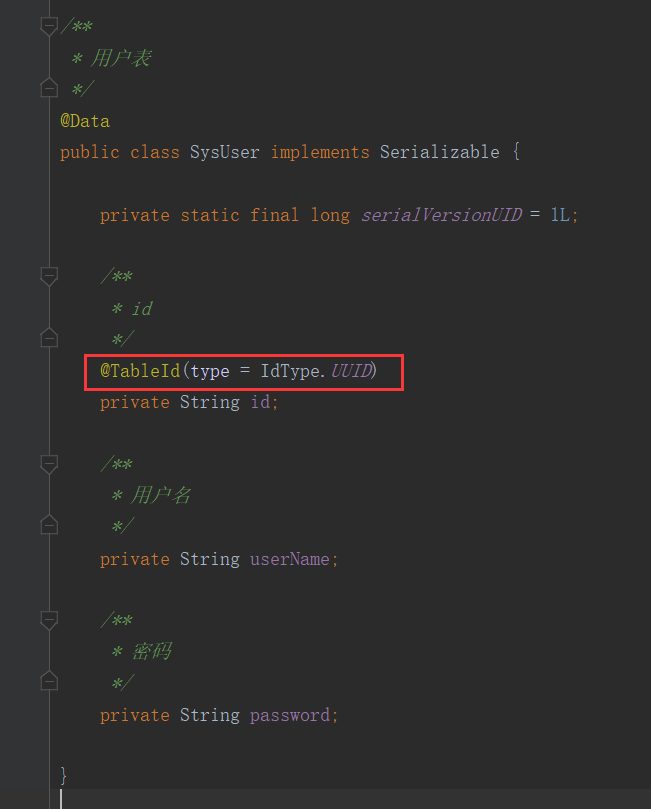 /**
 * 用户表
 */
@Data
public class SysUser implements Serializable {
    private static final long serialVersionUID = 1L;
    /**
     * id
     */
    @TableId(type = IdType.UUID)
    private String id;
    /**
     * 用户名
     */
    private String userName;
    /**
     * 密码
     */
    private String password;
}